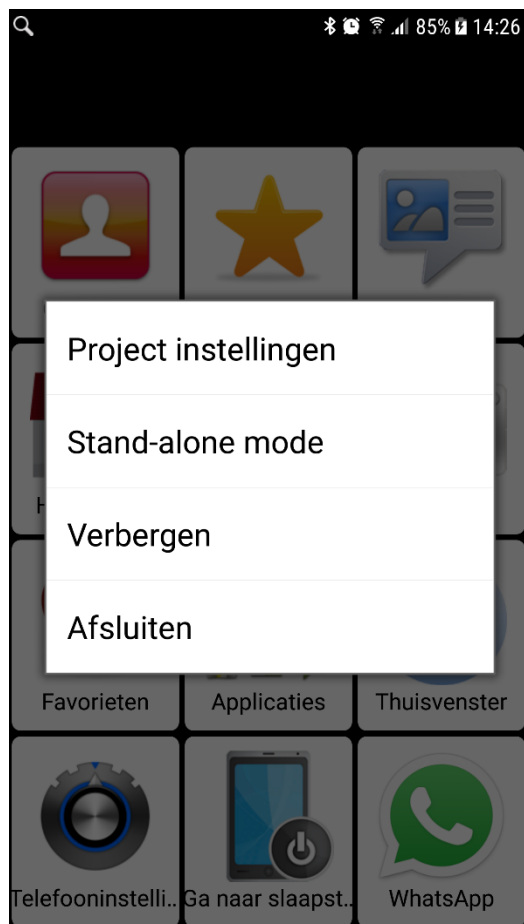 85% 14:26
Project instellingen
Stand-alone mode
Verbergen
Afsluiten
Favorieten Applicaties Thuisvenster
Telefooninstelli.. Ga naar slaapst.. WhatsApp